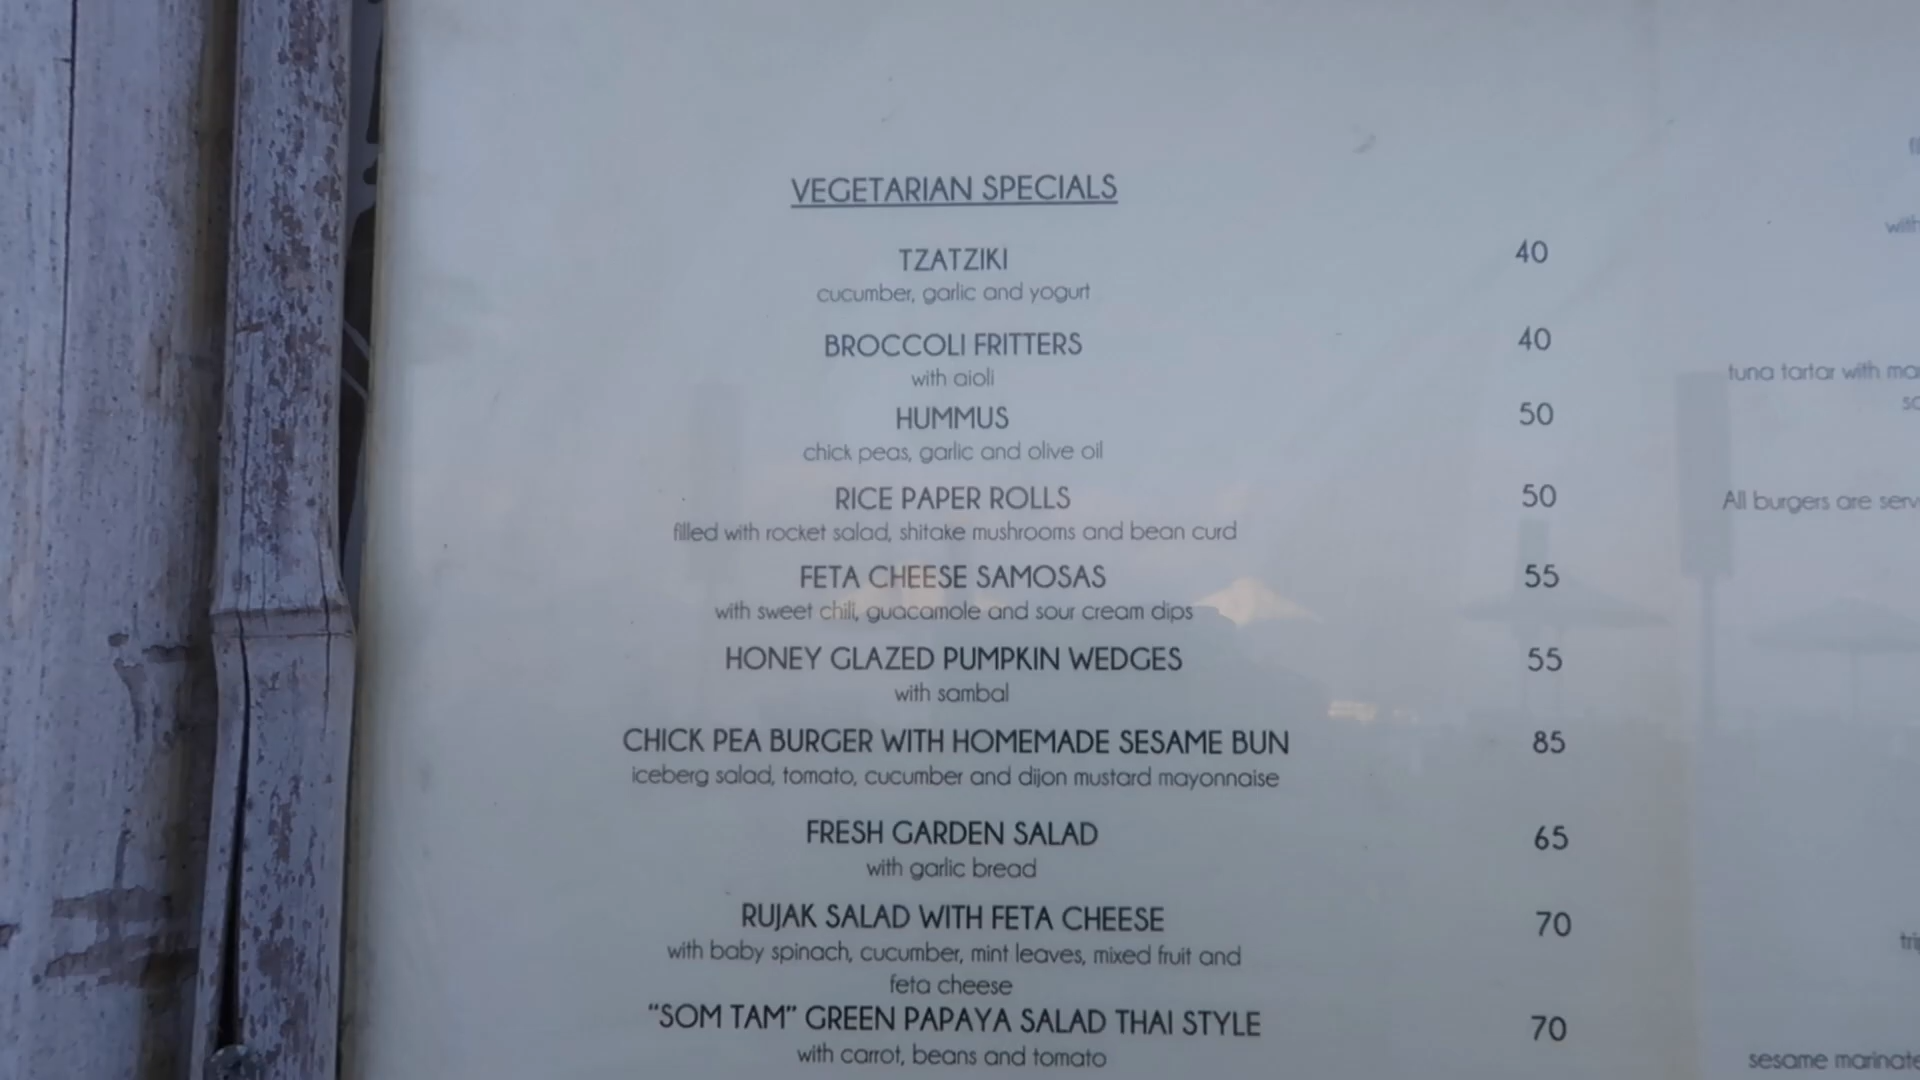 VEGETARIAN SPECIALS
TZATZIKI 40
cucumber, garlic and yogurt
BROCCOLI FRITTERS 40
with aioli
HUMMUS 50
chick peas, garlic and olive oil
RICE PAPER ROLLS 50
filled with rocket salad, shitake mushrooms and bean curd
FETA CHEESE SAMOSAS 55
with sweet chili, guacamole and sour cream dips
HONEY GLAZED PUMPKIN WEDGES 55
with sambal
CHICK PEA BURGER WITH HOMEMADE SESAME BUN 85
iceberg salad, tomato, cucumber and dijon mustard mayonnaise
FRESH GARDEN SALAD 65
with garlic bread
RUJAK SALAD WITH FETA CHEESE 70
with baby spinach, cucumber, mint leaves, mixed fruit and
feta cheese
“SOM TAM” GREEN PAPAYA SALAD THAI STYLE 70
with carrot, beans and tomato
with
tuna tartar with
All burgers are
sesame